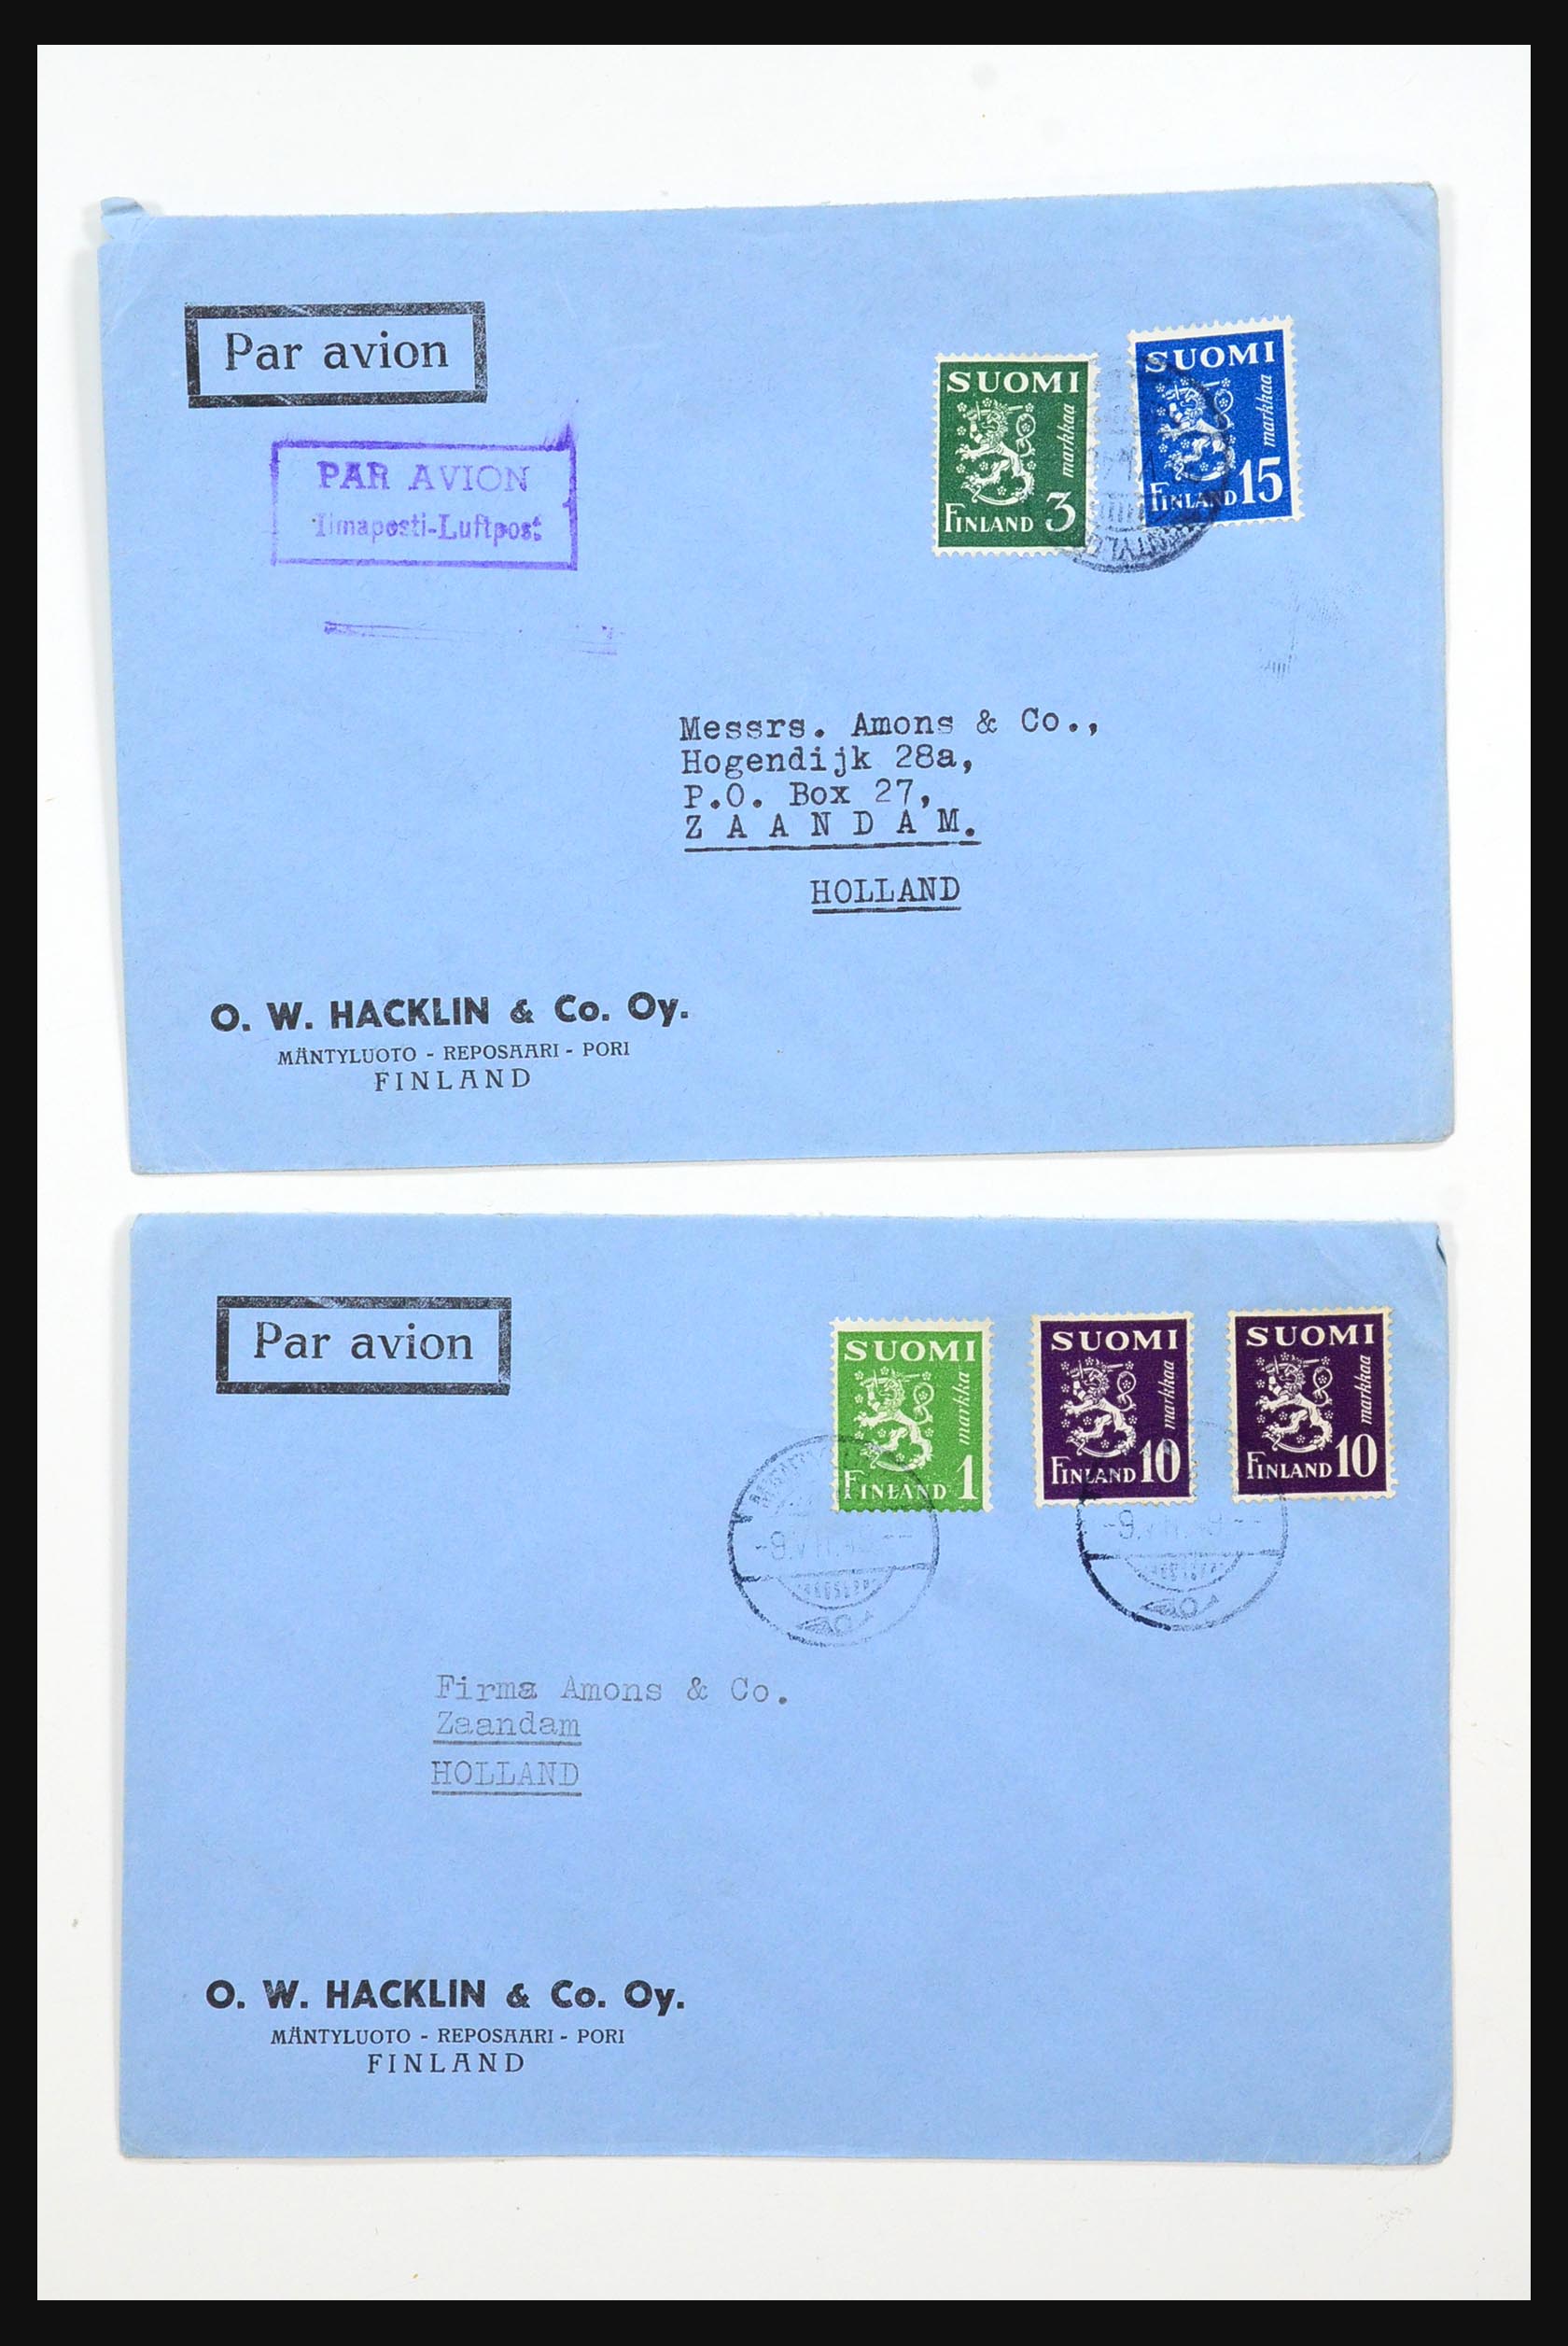 Par avion
PAR AVION
Ilmaposti-Luftpost
SUOMI
markkaa
FINLAND 3
SUOMI
markkaa
FINLAND 15
Messrs. Amons & Co.,
Hogendijk 28a,
P.O. Box 27,
ZAANDAM.
HOLLAND
O. W. HACKLIN & Co. Oy.
MÄNTYLUOTO - REPOSAARI - PORI
FINLAND
Par avion
SUOMI
markka
FINLAND 1
SUOMI
markkaa
FINLAND 10
SUOMI
markkaa
FINLAND 10
Firma Amons & Co.
Zaandam
HOLLAND
O. W. HACKLIN & Co. Oy.
MÄNTYLUOTO - REPOSAARI - PORI
FINLAND